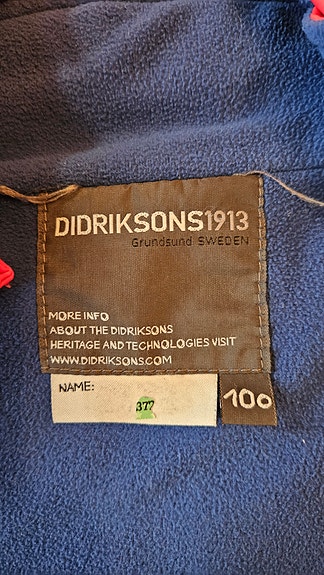 DIDRIKSONS1913
Grundsund SWEDEN
MORE INFO
ABOUT THE DIDRIKSONS
HERITAGE AND TECHNOLOGIES VISIT
WWW.DIDRIKSONS.COM
NAME:
377
100